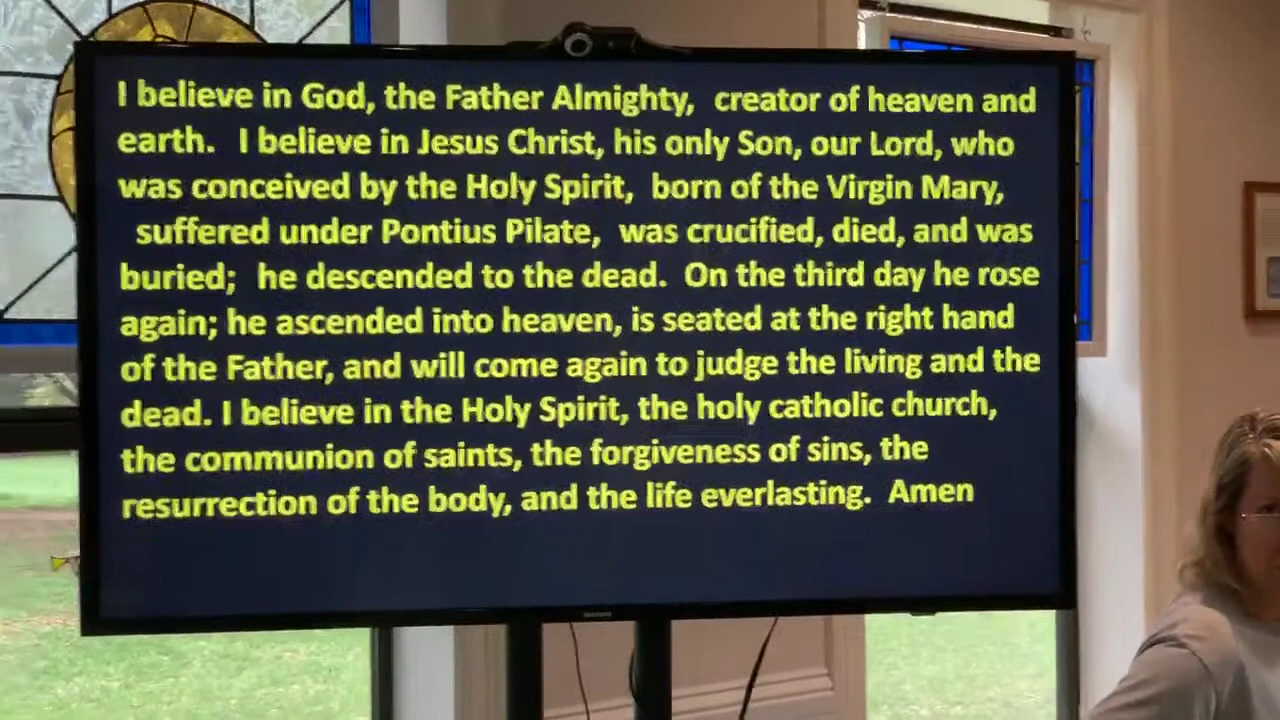 I believe in God, the Father Almighty, creator of heaven and
earth. I believe in Jesus Christ, his only Son, our Lord, who
was conceived by the Holy Spirit, born of the Virgin Mary,
suffered under Pontius Pilate, was crucified, died, and was
buried; he descended to the dead. On the third day he rose
again; he ascended into heaven, is seated at the right hand
of the Father, and will come again to judge the living and the
dead. I believe in the Holy Spirit, the holy catholic church,
the communion of saints, the forgiveness of sins, the
resurrection of the body, and the life everlasting. Amen
SAMSUNG